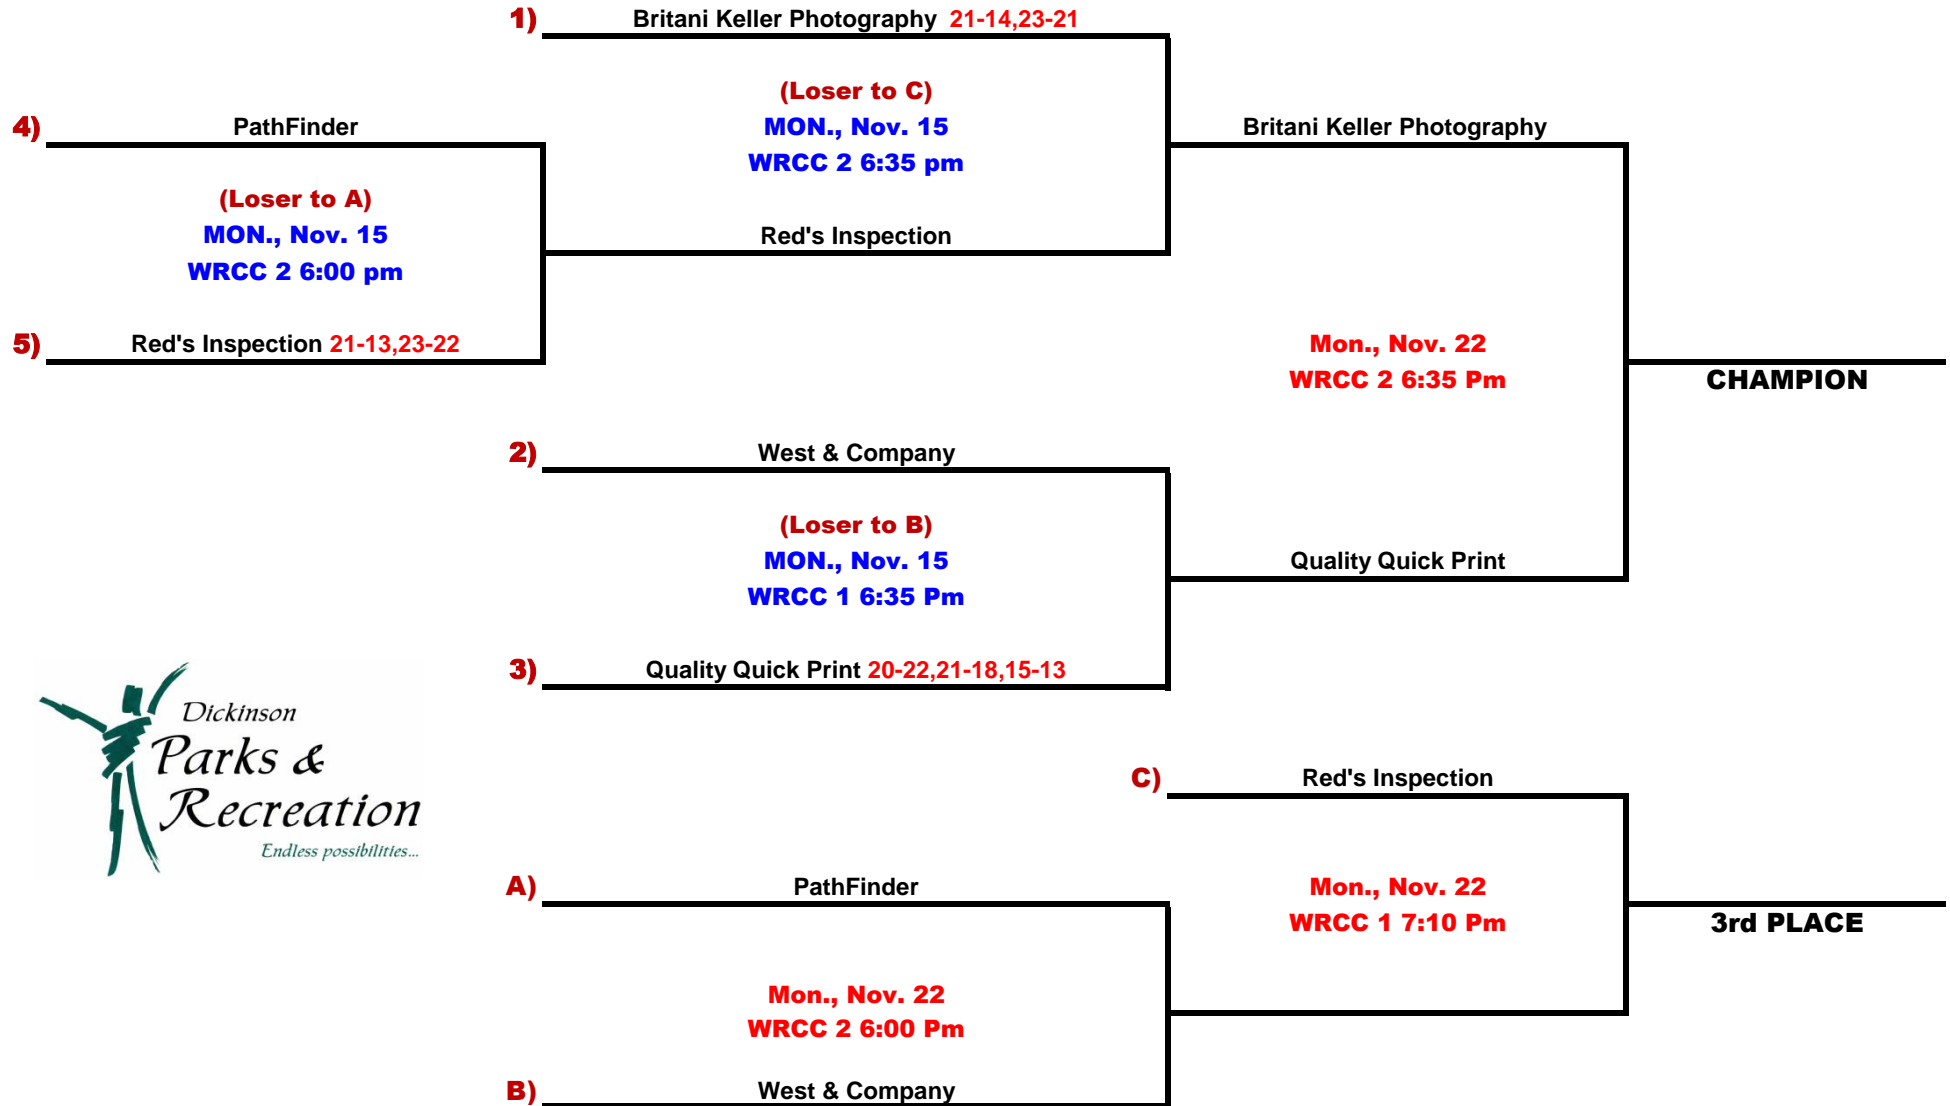 1) Britani Keller Photography 21-14,23-21
(Loser to C)
MON., Nov. 15
WRCC 2 6:35 pm
Red's Inspection
4) PathFinder
(Loser to A)
MON., Nov. 15
WRCC 2 6:00 pm
5) Red's Inspection 21-13,23-22
Britani Keller Photography
Mon., Nov. 22
WRCC 2 6:35 Pm
CHAMPION
2) West & Company
(Loser to B)
MON., Nov. 15
WRCC 1 6:35 Pm
3) Quality Quick Print 20-22,21-18,15-13
Quality Quick Print
Dickinson
Parks &
Recreation
Endless possibilities...
C) Red's Inspection
Mon., Nov. 22
WRCC 1 7:10 Pm
3rd PLACE
A) PathFinder
Mon., Nov. 22
WRCC 2 6:00 Pm
B) West & Company